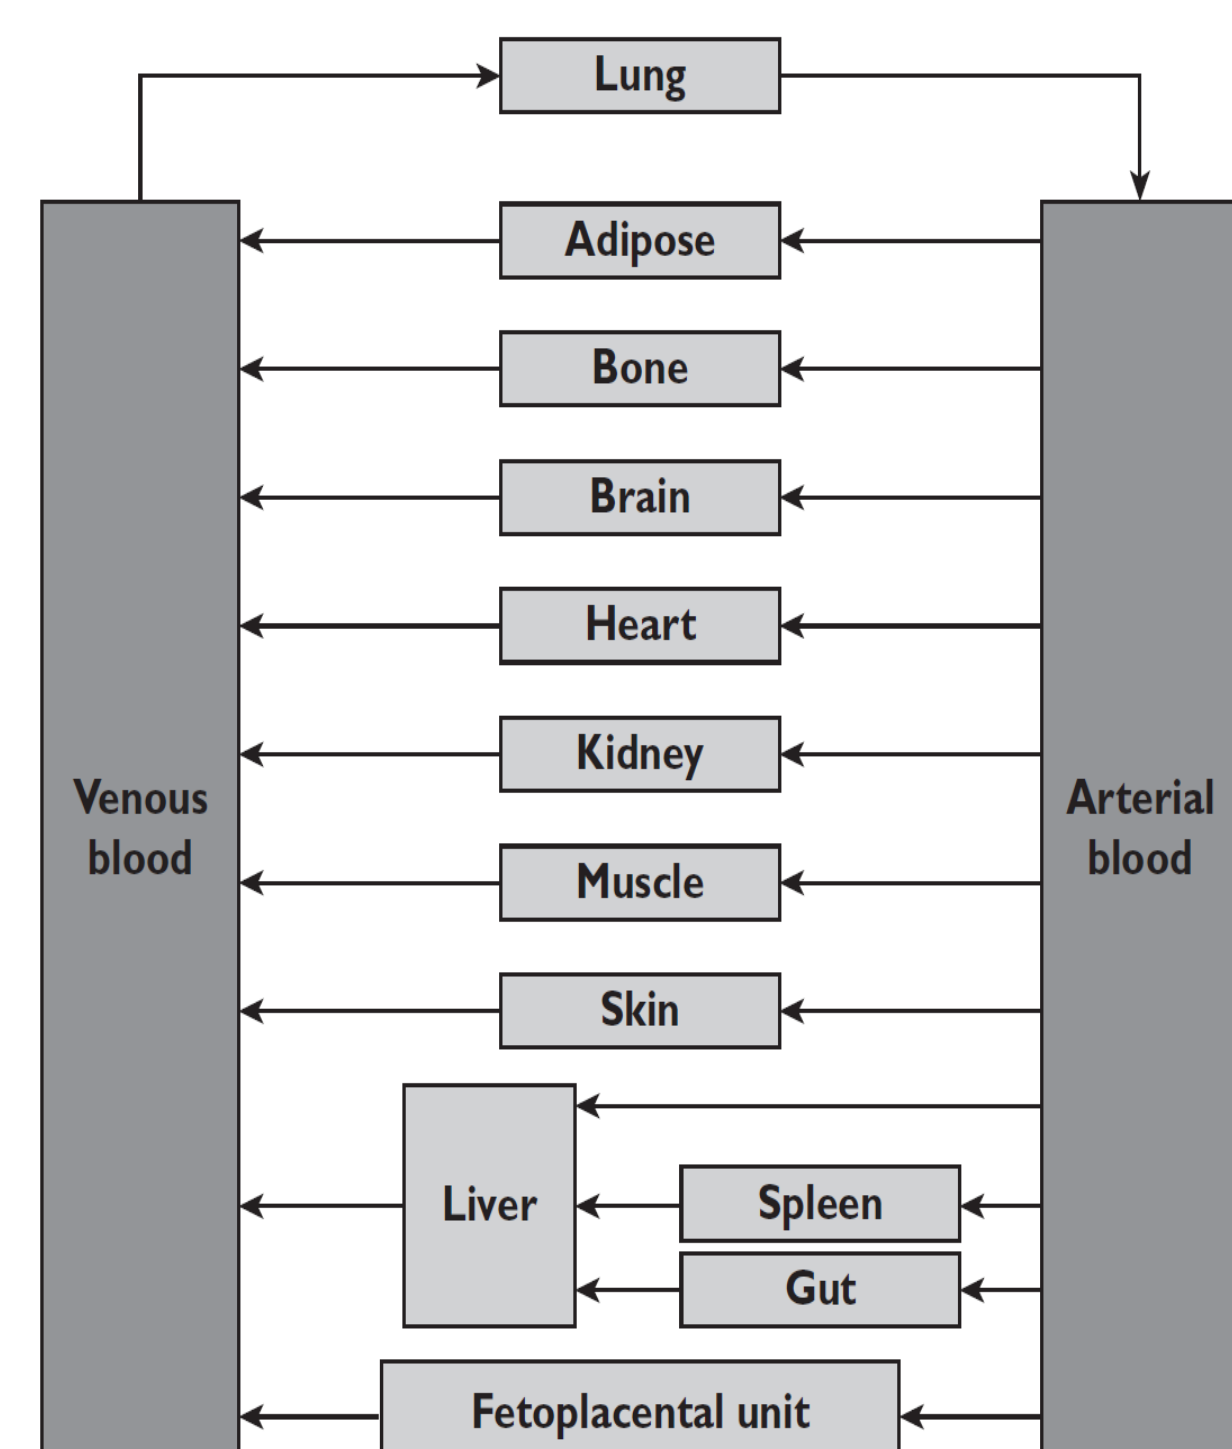 Lung
Adipose
Bone
Brain
Heart
Kidney
Venous
blood
Arterial
blood
Muscle
Skin
Liver
Spleen
Gut
Fetoplacental unit